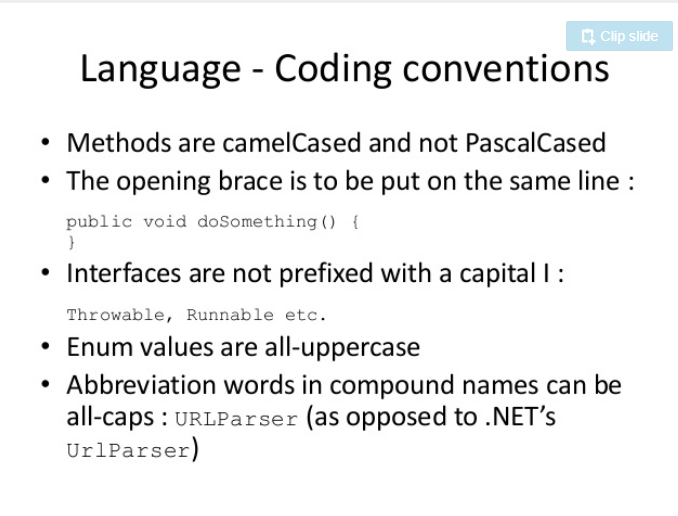 Clip slide
Language - Coding conventions
• Methods are camelCased and not PascalCased
• The opening brace is to be put on the same line :
public void doSomething() {
}
• Interfaces are not prefixed with a capital I :
Throwable, Runnable etc.
• Enum values are all-uppercase
• Abbreviation words in compound names can be
all-caps : URLParser (as opposed to .NET’s
UrlParser)